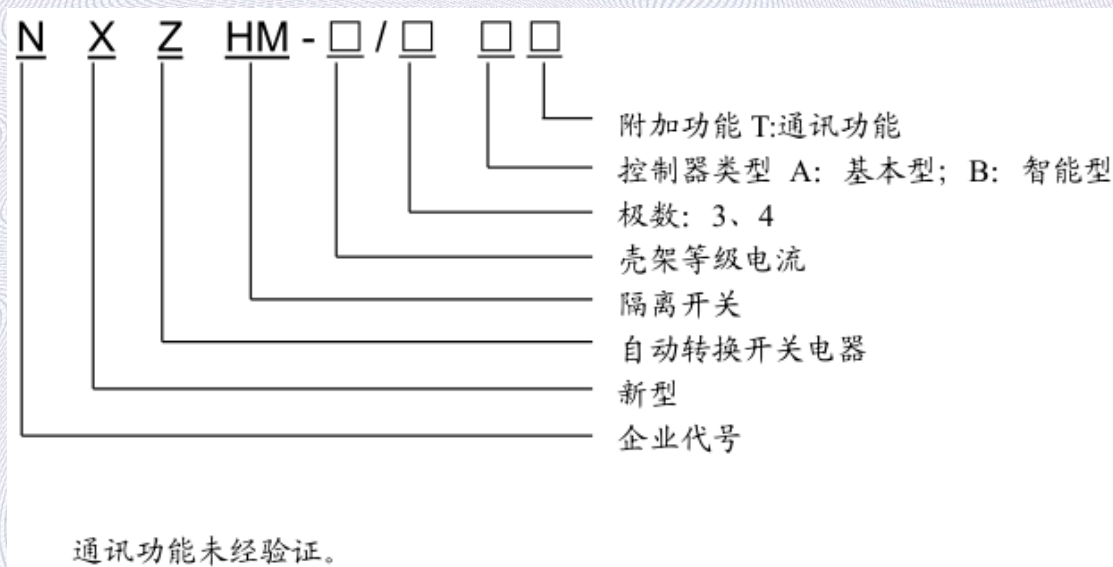 N X Z HM - □ / □ □ □
附加功能 T:通讯功能
控制器类型 A: 基本型; B: 智能型
极数: 3、4
壳架等级电流
隔离开关
自动转换开关电器
新型
企业代号
通讯功能未经验证。